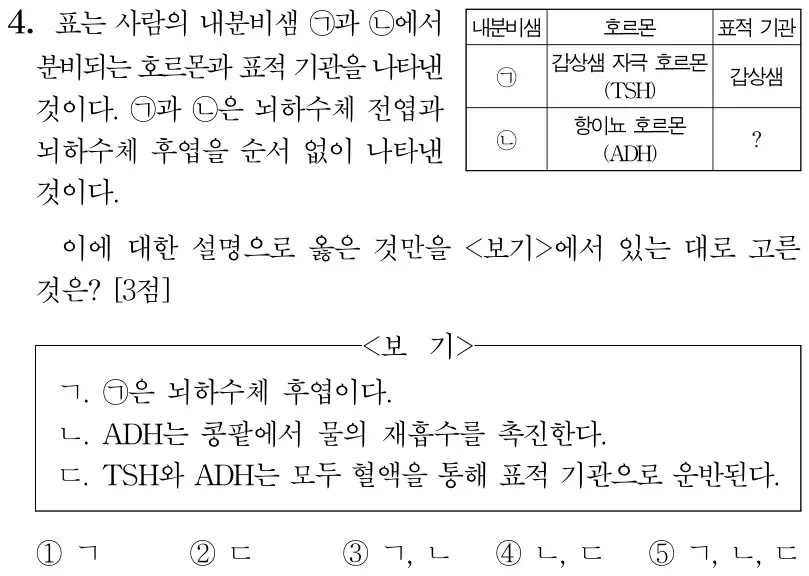 4. 표는 사람의 내분비샘 ㉠과 ㉡에서
분비되는 호르몬과 표적 기관을 나타낸
것이다. ㉠과 ㉡은 뇌하수체 전엽과
뇌하수체 후엽을 순서 없이 나타낸
것이다.
내분비샘 호르몬 표적 기관
㉠ 갑상샘 자극 호르몬 (TSH) 갑상샘
㉡ 항이뇨 호르몬 (ADH) ?
이에 대한 설명으로 옳은 것만을 <보기>에서 있는 대로 고른
것은? [3점]
<보 기>
ㄱ. ㉠은 뇌하수체 후엽이다.
ㄴ. ADH는 콩팥에서 물의 재흡수를 촉진한다.
ㄷ. TSH와 ADH는 모두 혈액을 통해 표적 기관으로 운반된다.
① ㄱ ② ㄷ ③ ㄱ, ㄴ ④ ㄴ, ㄷ ⑤ ㄱ, ㄴ, ㄷ